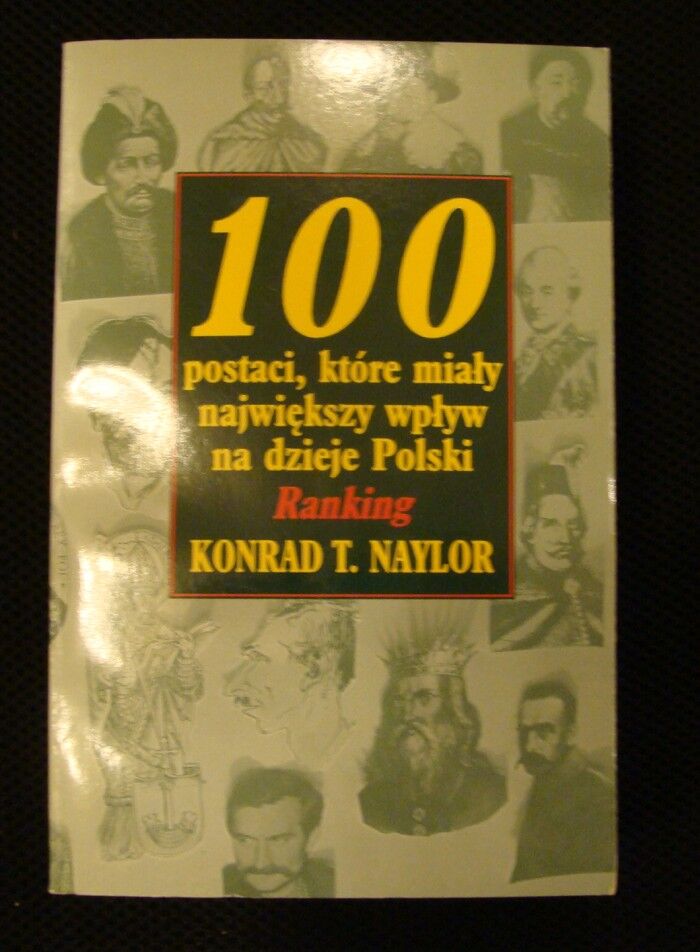 100
postaci, które miały
największy wpływ
na dzieje Polski
Ranking
KONRAD T. NAYLOR